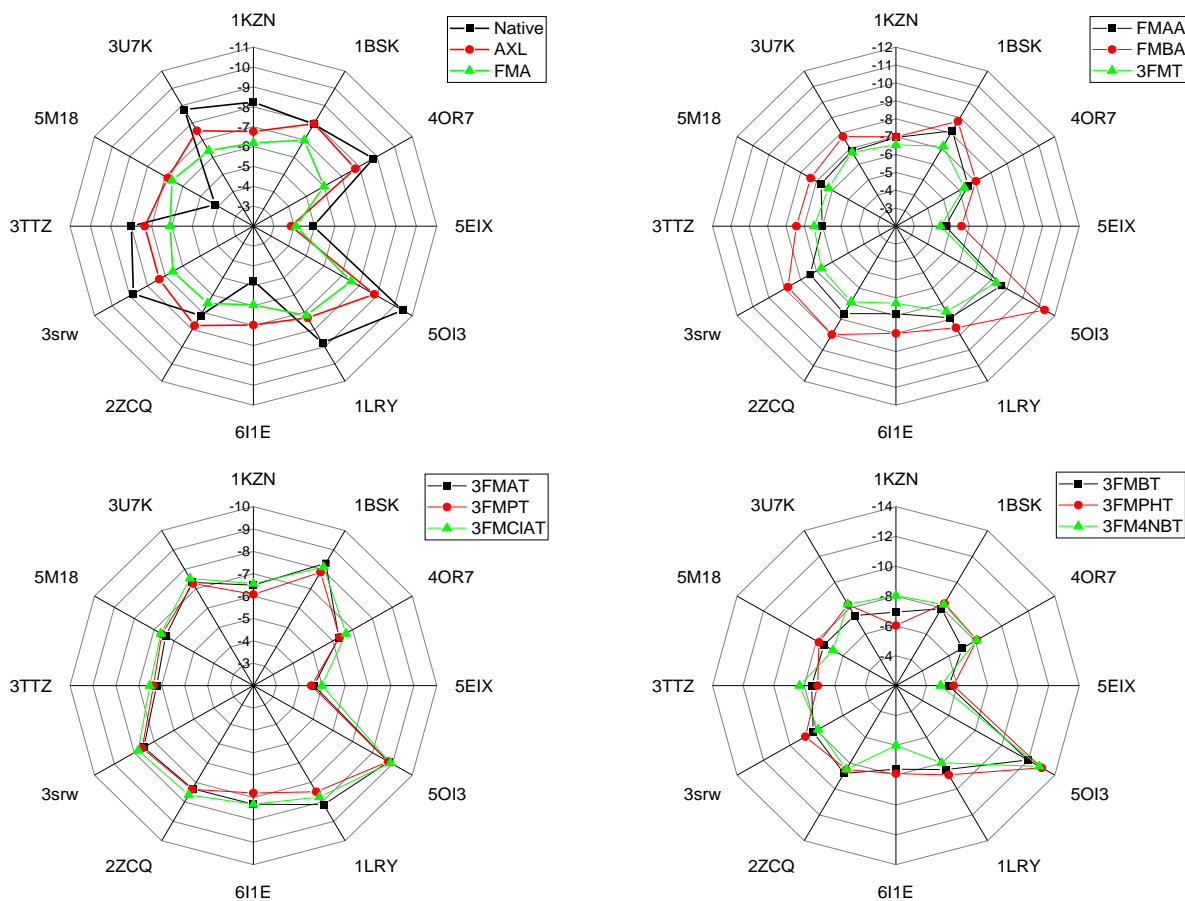 1KZN
1BSK
4OR7
5EIX
5OI3
1LRY
6I1E
2ZCQ
3srw
3TTZ
5M18
3U7K
-11
-10
-9
-8
-7
-6
-5
-4
-3
Native
AXL
FMA
1KZN
1BSK
4OR7
5EIX
5OI3
1LRY
6I1E
2ZCQ
3srw
3TTZ
5M18
3U7K
-12
-11
-10
-9
-8
-7
-6
-5
-4
-3
FMAA
FMBA
3FMT
1KZN
1BSK
4OR7
5EIX
5OI3
1LRY
6I1E
2ZCQ
3srw
3TTZ
5M18
3U7K
-10
-9
-8
-7
-6
-5
-4
-3
3FMAT
3FMPT
3FMClAT
1KZN
1BSK
4OR7
5EIX
5OI3
1LRY
6I1E
2ZCQ
3srw
3TTZ
5M18
3U7K
-14
-12
-10
-8
-6
-4
3FMBT
3FMPHT
3FM4NBT